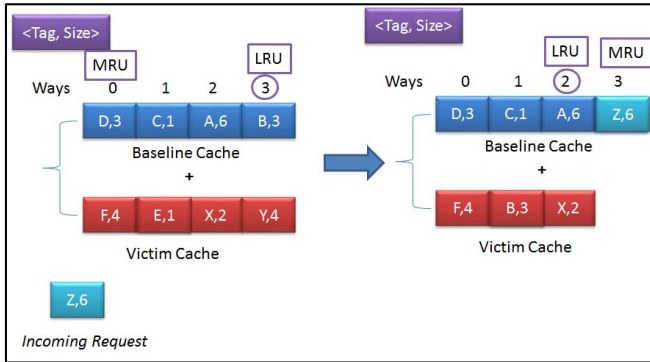 <Tag, Size>
MRU
LRU
Ways 0 1 2 3
D,3 C,1 A,6 B,3
Baseline Cache
+
F,4 E,1 X,2 Y,4
Victim Cache
Z,6
Incoming Request
<Tag, Size>
LRU
MRU
Ways 0 1 2 3
D,3 C,1 A,6 Z,6
Baseline Cache
+
F,4 B,3 X,2
Victim Cache